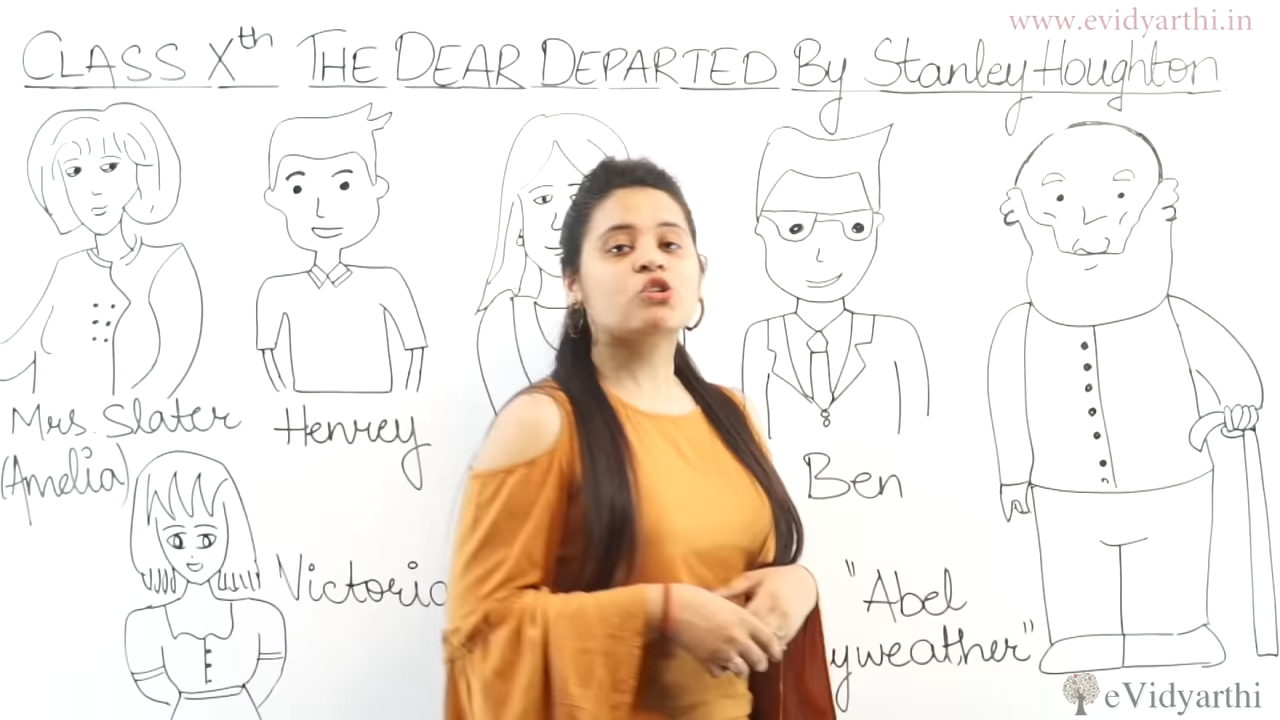 www.evidyarthi.in
CLASS Xth THE DEAR DEPARTED By Stanley Houghton
Mrs. Slater
(Amelia)
Henrey
Ben
Victoria
"Abel
yweather"
eVidyarthi